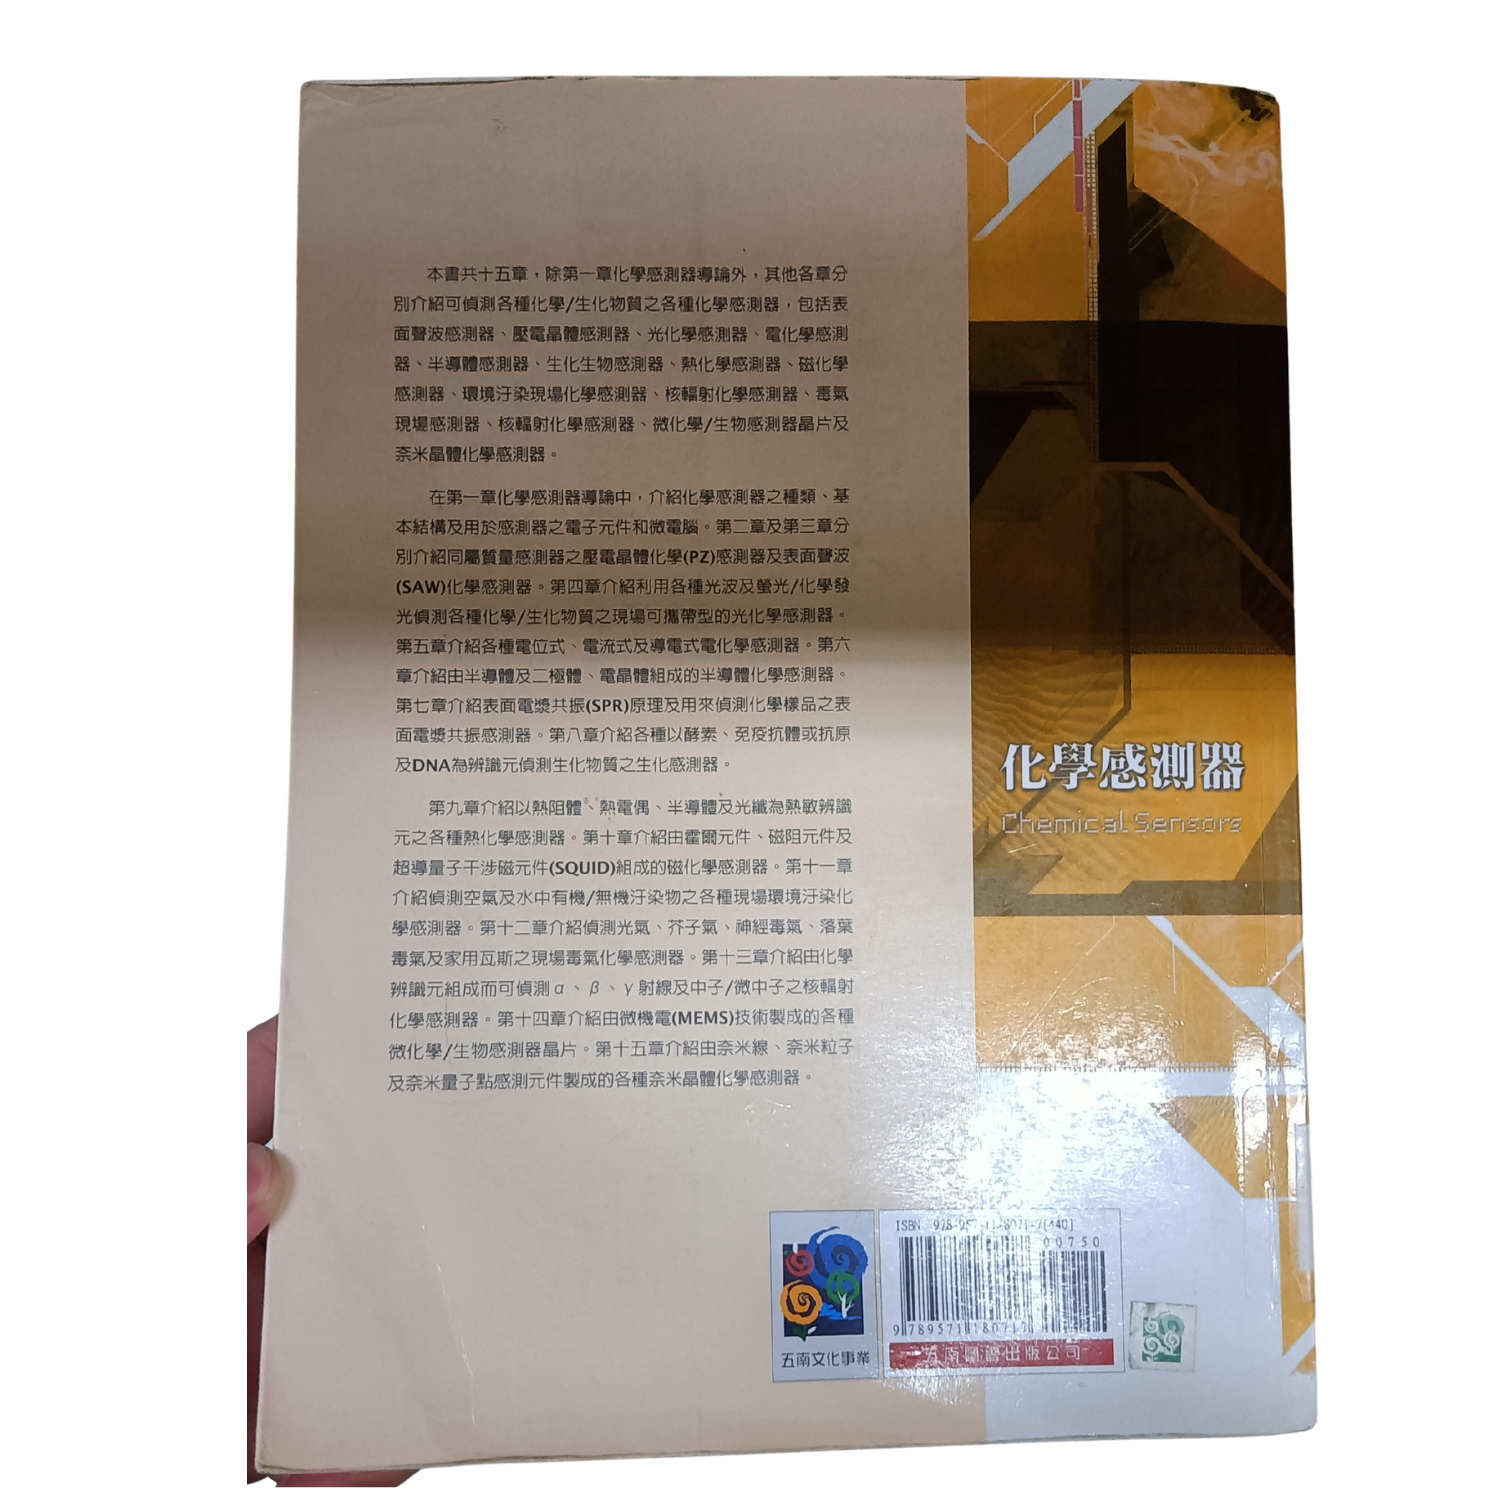 本書共十五章，除第一章化學感測器導論外，其他各章分
別介紹可偵測各種化學/生化物質之各種化學感測器，包括表
面聲波感測器、壓電晶體感測器、光化學感測器、電化學感測
器、半導體感測器、生化生物感測器、熱化學感測器、磁化學
感測器、環境汙染現場化學感測器、核輻射化學感測器、毒氣
現場感測器、核輻射化學感測器、微化學/生物感測器晶片及
奈米晶體化學感測器。
在第一章化學感測器導論中，介紹化學感測器之種類、基
本結構及用於感測器之電子元件和微電腦。第二章及第三章分
別介紹同屬質量感測器之壓電晶體化學(PZ)感測器及表面聲波
(SAW)化學感測器。第四章介紹利用各種光波及螢光/化學發
光偵測各種化學/生化物質之現場可攜帶型的光化學感測器。
第五章介紹各種電位式、電流式及導電式電化學感測器。第六
章介紹由半導體及二極體、電晶體組成的半導體化學感測器。
第七章介紹表面電漿共振(SPR)原理及用來偵測化學樣品之表
面電漿共振感測器。第八章介紹各種以酵素、免疫抗體或抗原
及DNA為辨識元偵測生化物質之生化感測器。
第九章介紹以熱阻體、熱電偶、半導體及光纖為熱敏辨識
元之各種熱化學感測器。第十章介紹由霍爾元件、磁阻元件及
超導量子干涉磁元件(SQUID)組成的磁化學感測器。第十一章
介紹偵測空氣及水中有機/無機汙染物之各種現場環境汙染化
學感測器。第十二章介紹偵測光氣、芥子氣、神經毒氣、落葉
毒氣及家用瓦斯之現場毒氣化學感測器。第十三章介紹由化學
辨識元組成而可偵測α、β、γ射線及中子/微中子之核輻射
化學感測器。第十四章介紹由微機電(MEMS)技術製成的各種
微化學/生物感測器晶片。第十五章介紹由奈米線、奈米粒子
及奈米量子點感測元件製成的各種奈米晶體化學感測器。
化學感測器
Chemical Sensors
ISBN 978-957-11-8071-7(440)
00750
9 789571 180717
五南文化事業
五南圖書出版公司